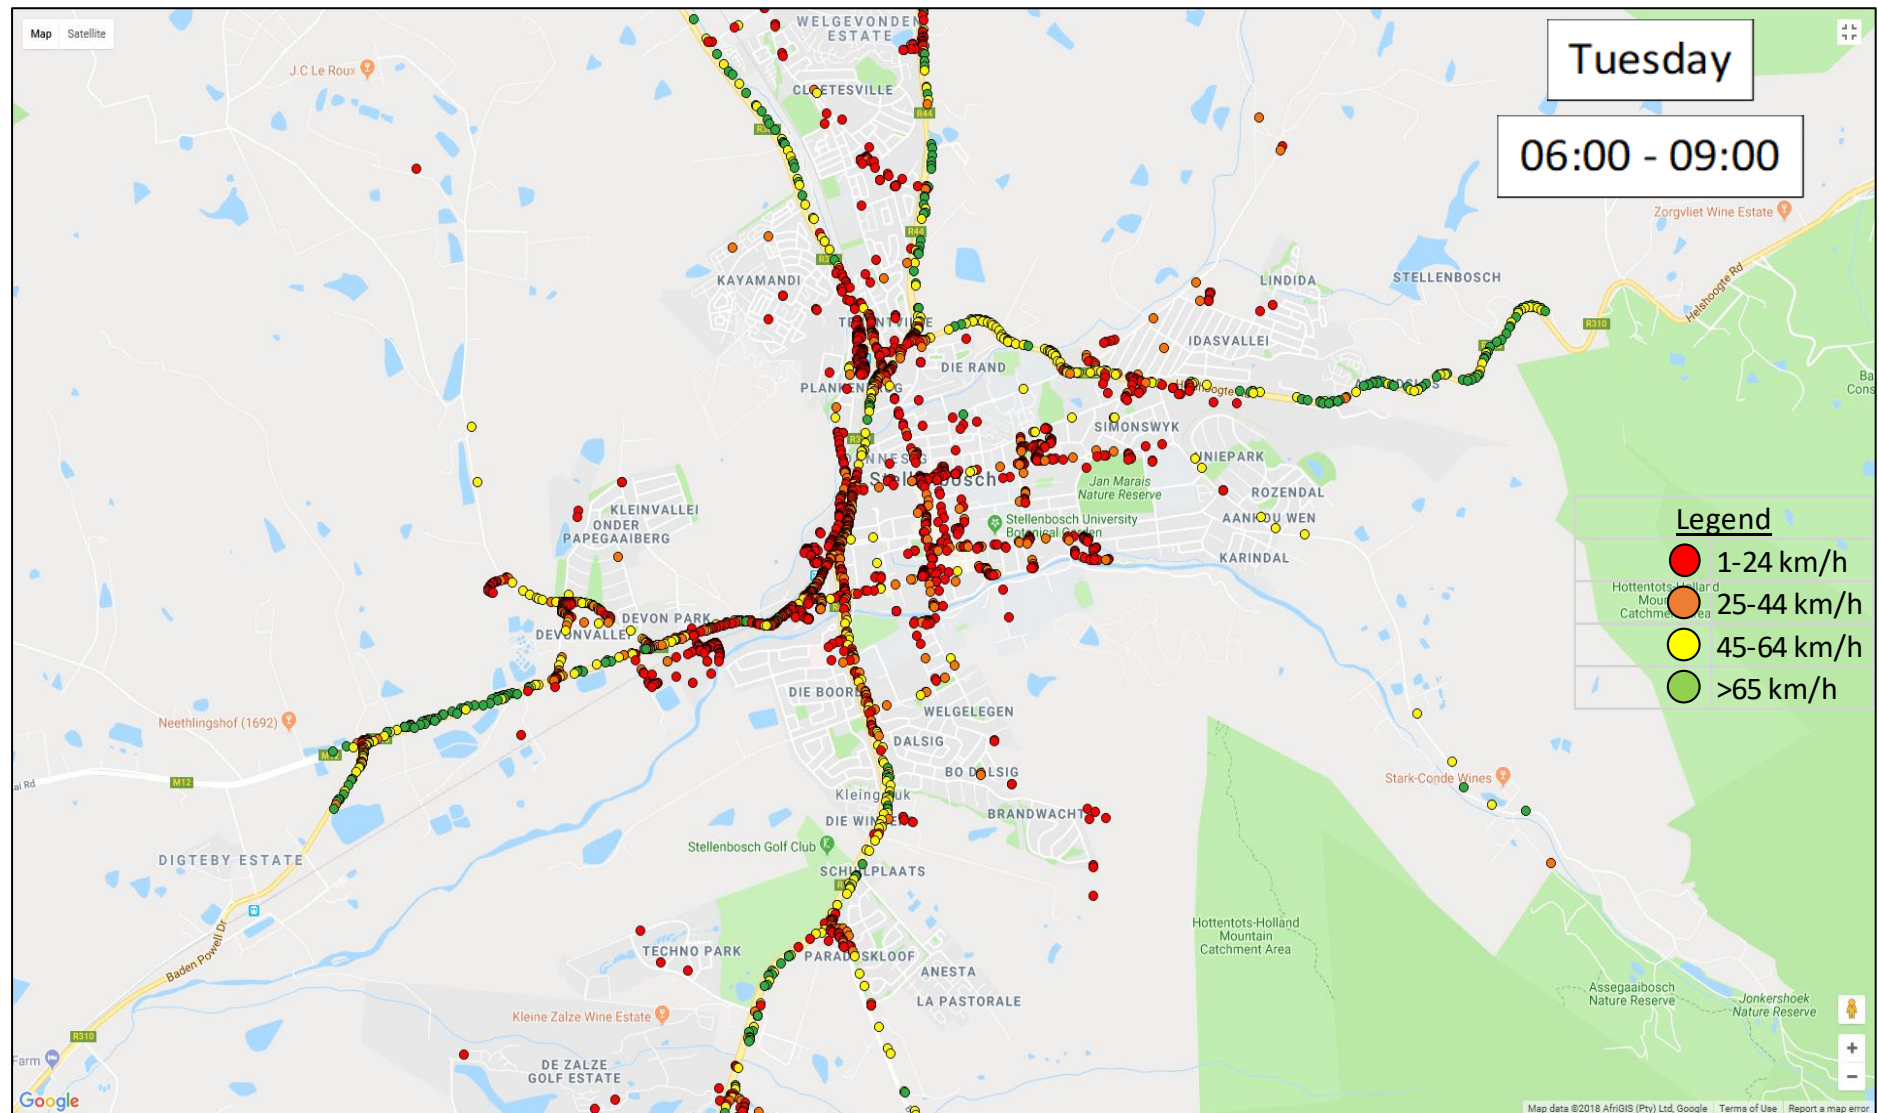 Map Satellite
WELGEVONDEN
ESTATE
Tuesday
J.C Le Roux
CLOETESVILLE
R44
06:00 - 09:00
Zorgvliet Wine Estate
R44
KAYAMANDI
LINDIDA
STELLENBOSCH
Helshoogte Rd
R310
IDASVALLEI
DIE RAND
PLANKENBURG
SIMONSWYK
UNIEPARK
Stellenbosch
Jan Marais
Nature Reserve
ROZENDAL
KLEINVALLEI
ONDER
PAPEGAAIBERG
Stellenbosch University
Botanical Garden
KARINDAL
Legend
1-24 km/h
25-44 km/h
45-64 km/h
>65 km/h
DEVON PARK
DEVONVALLEI
DIE BOORD
WELGELEGEN
Neethlingshof (1692)
DALSIG
M12
M12
BO DALSIG
Stark-Conde Wines
BRANDWACHT
Stellenbosch Golf Club
DIGTEBY ESTATE
Hottentots-Holland
Mountain
Catchment Area
TECHNO PARK
PARADYSKLOOF
ANESTA
Baden Powell Dr
LA PASTORALE
Assegaaibosch
Nature Reserve
Jonkershoek
Nature Reserve
Kleine Zalze Wine Estate
R310
Farm
DE ZALZE
GOLF ESTATE
Google
Map data ©2018 AfriGIS (Pty) Ltd, Google Terms of Use Report a map error